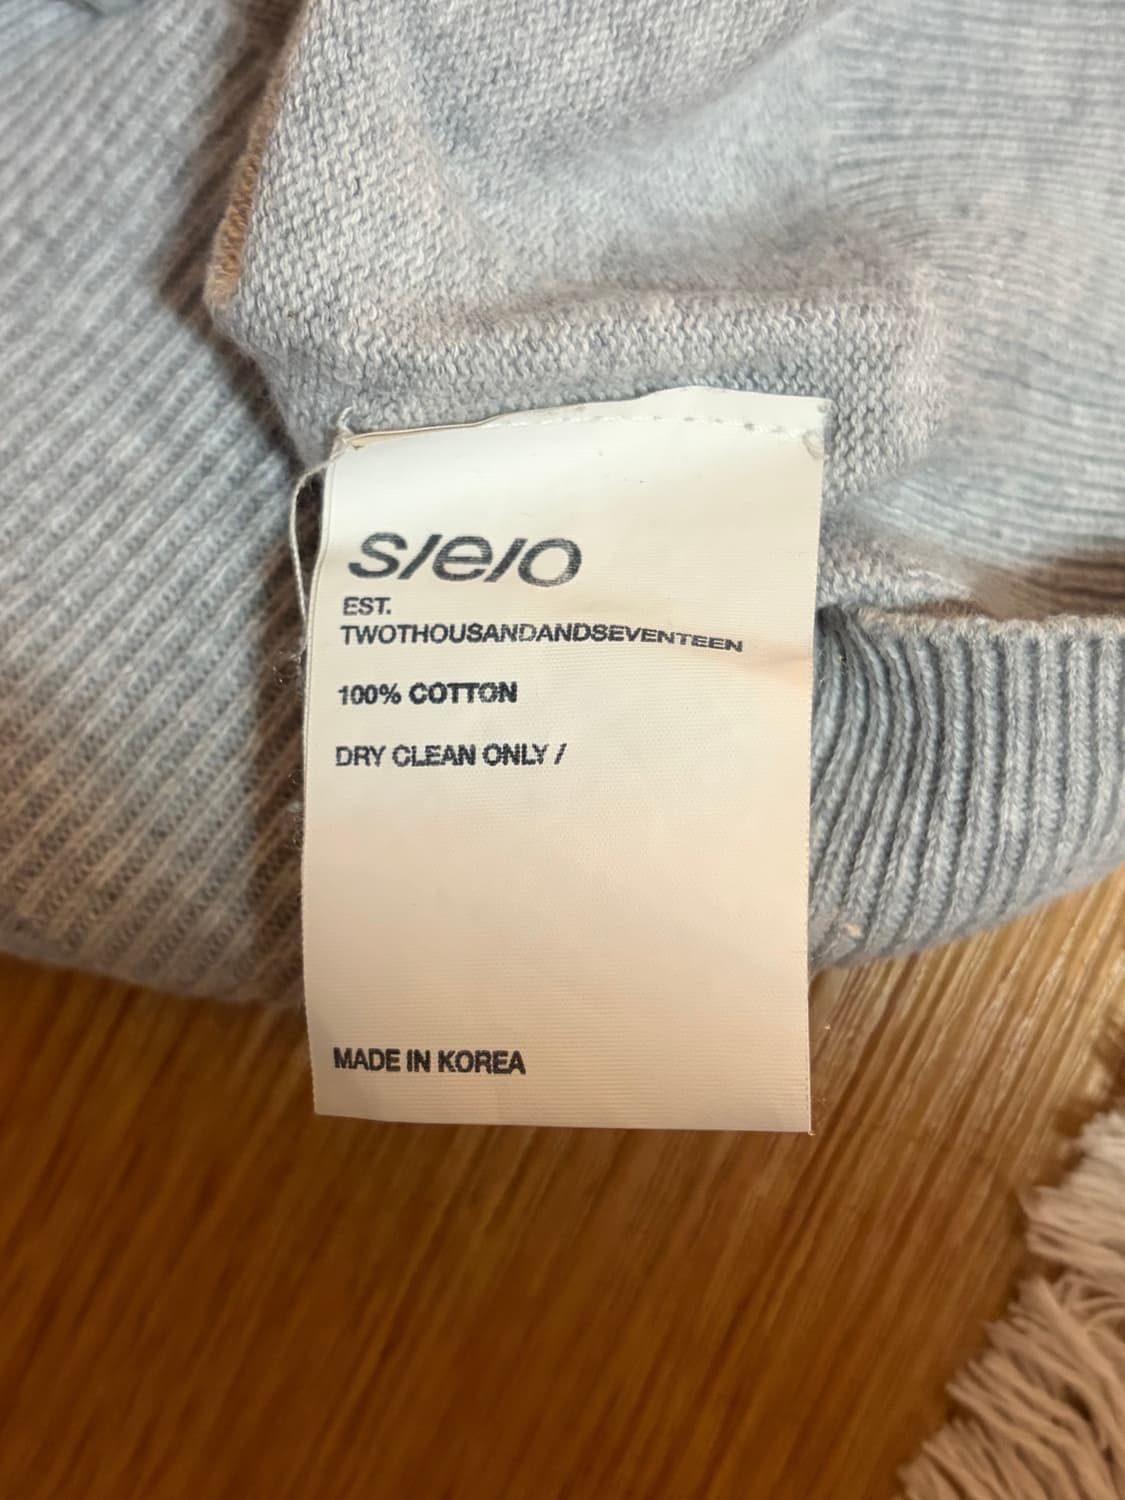 S/E/O
EST.
TWOTHOUSANDANDSEVENTEEN
100% COTTON
DRY CLEAN ONLY /
MADE IN KOREA